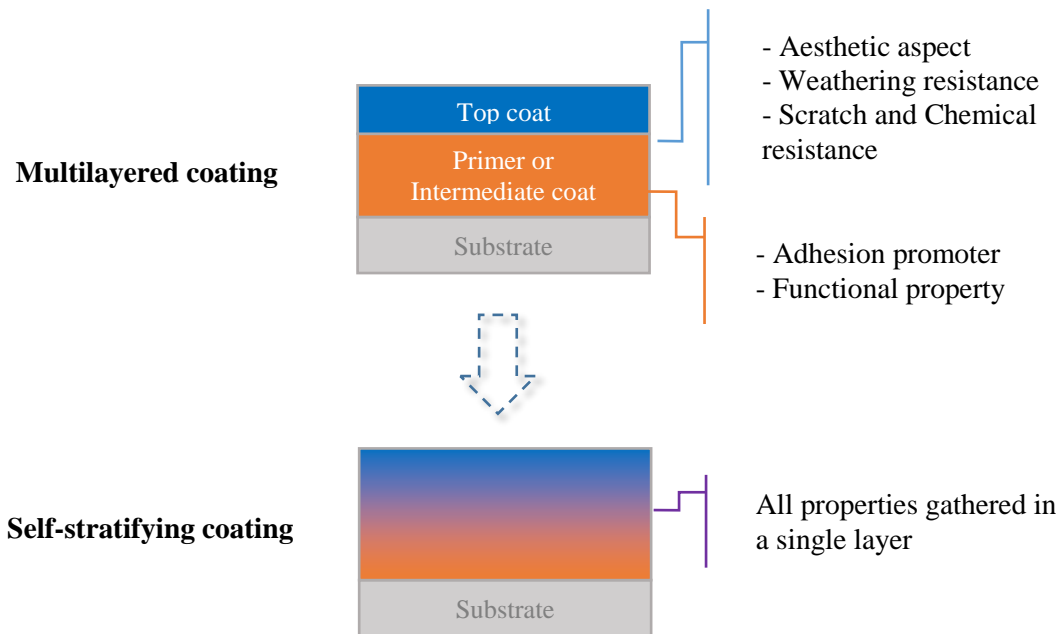 - Aesthetic aspect
- Weathering resistance
- Scratch and Chemical
resistance
Top coat
Primer or
Intermediate coat
Multilayered coating
Substrate
- Adhesion promoter
- Functional property
Self-stratifying coating
All properties gathered in
a single layer
Substrate